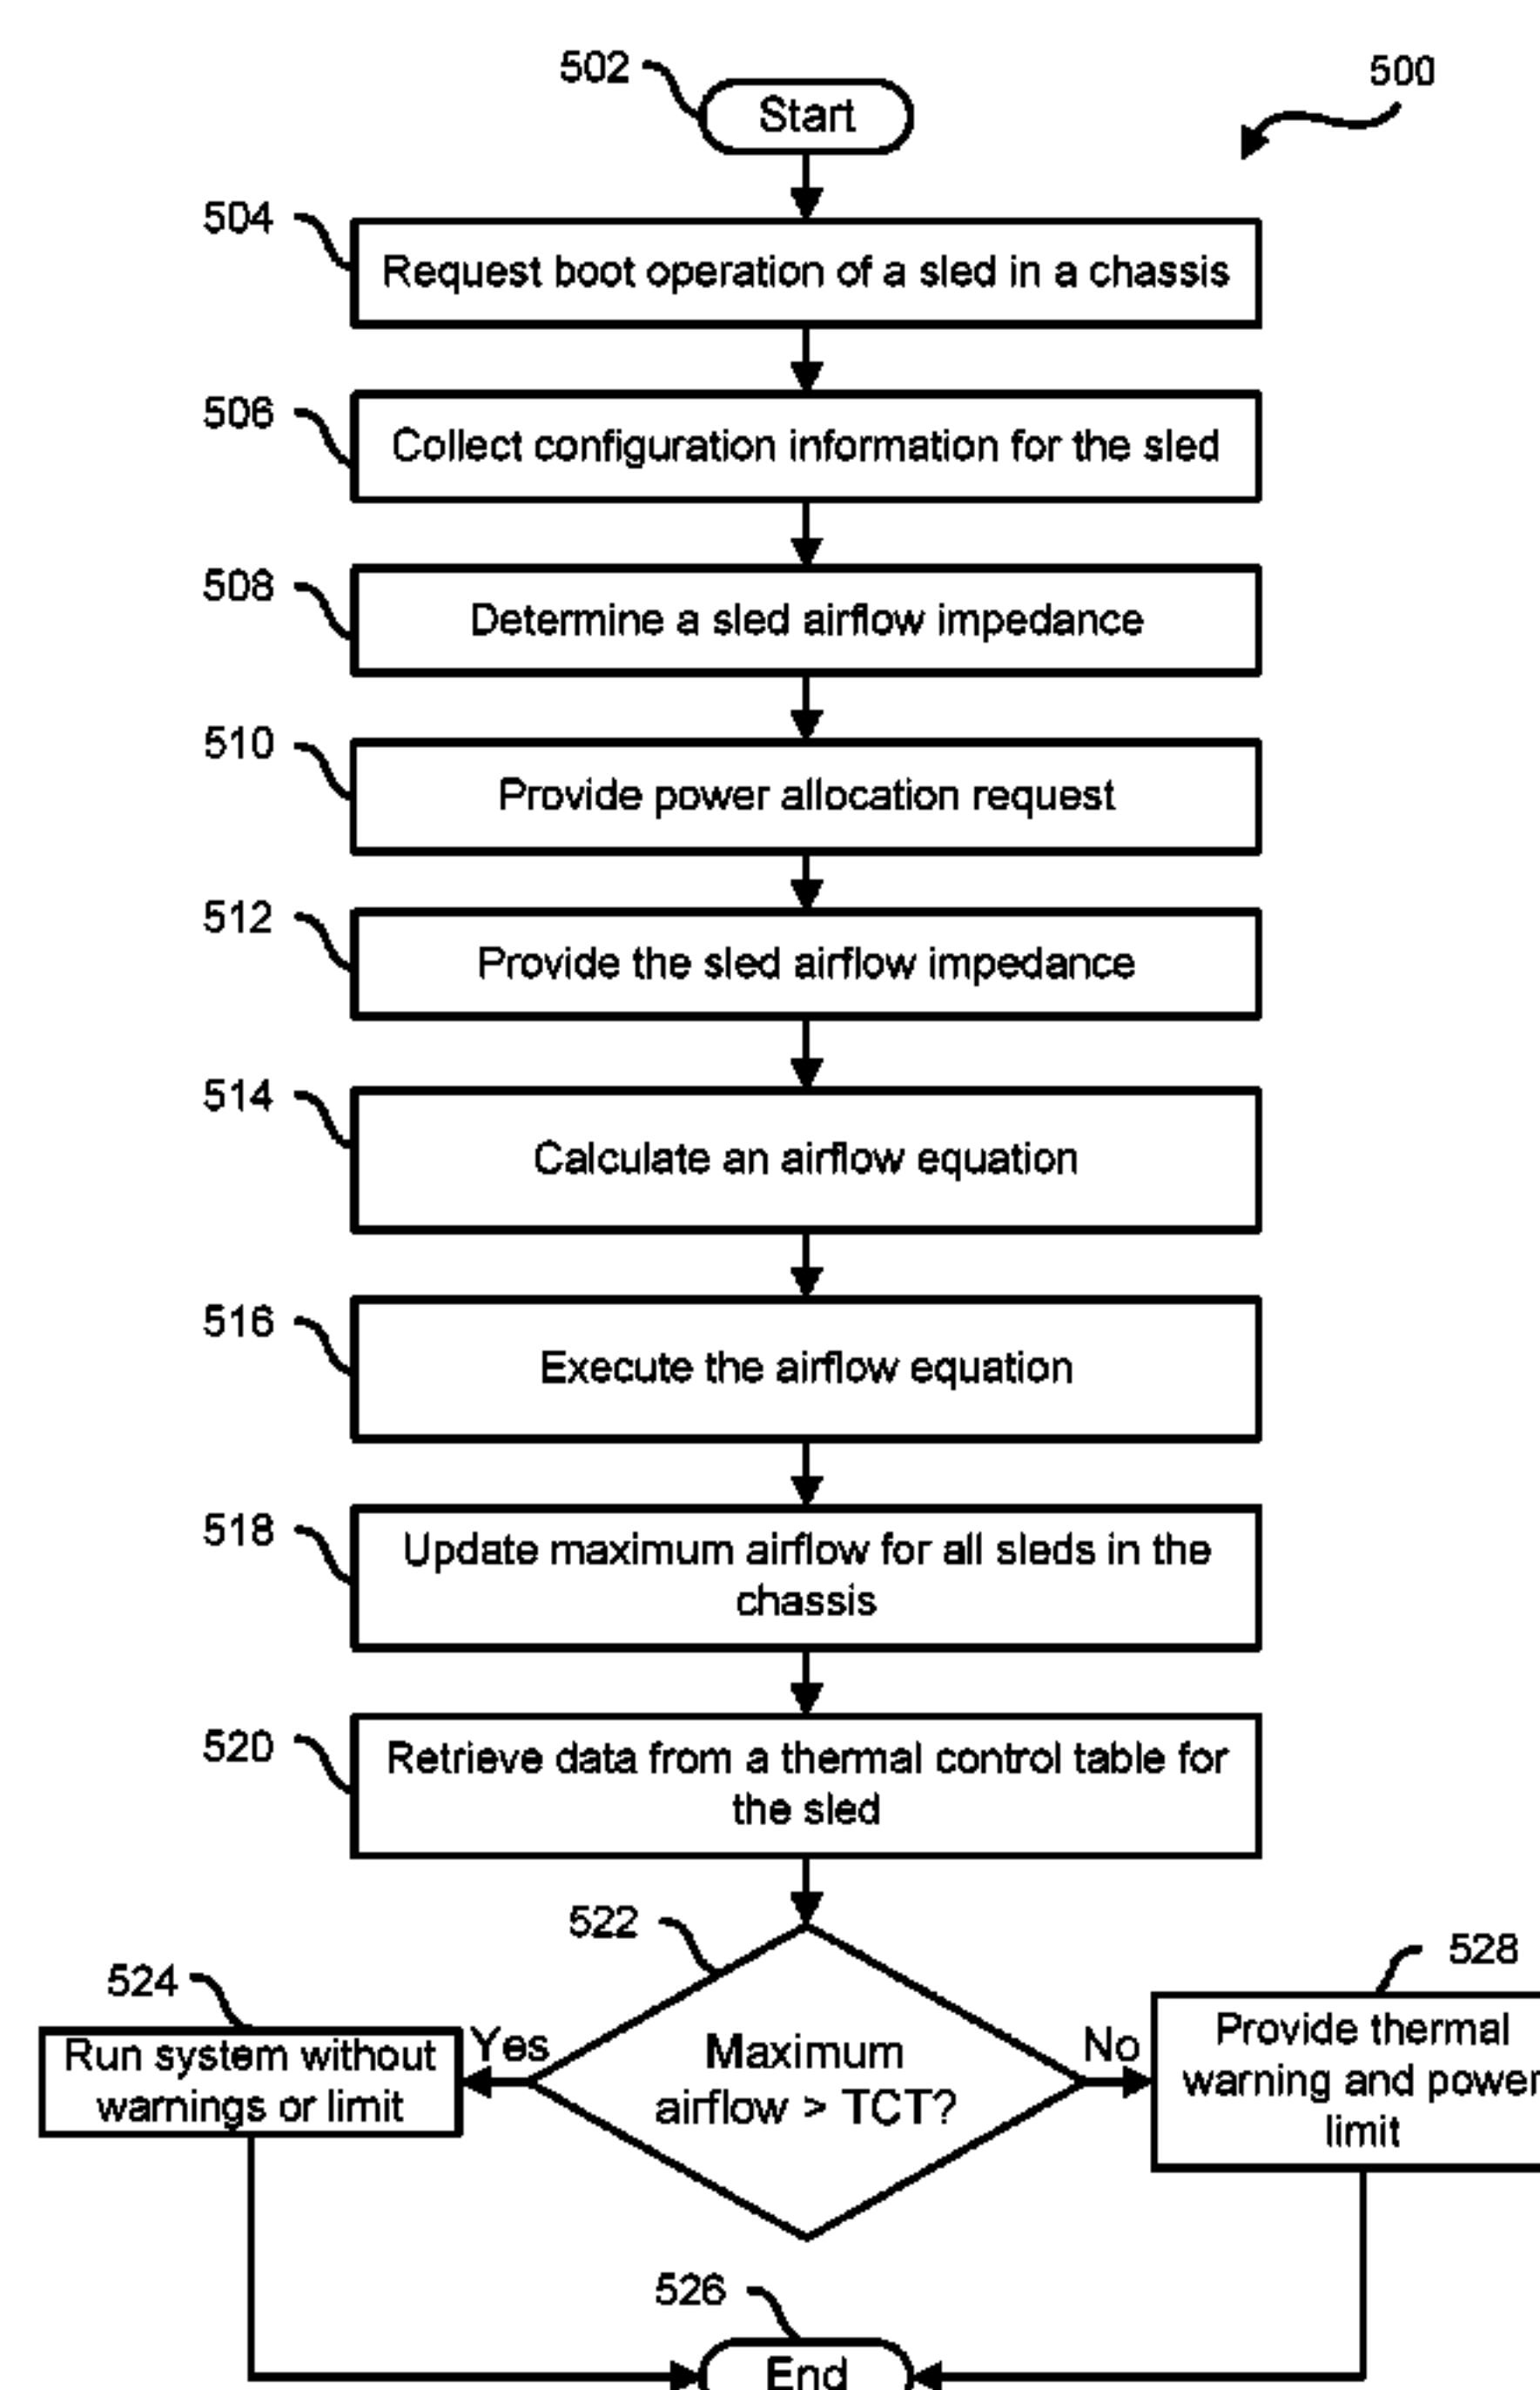 502
Start
500
504
Request boot operation of a sled in a chassis
506
Collect configuration information for the sled
508
Determine a sled airflow impedance
510
Provide power allocation request
512
Provide the sled airflow impedance
514
Calculate an airflow equation
516
Execute the airflow equation
518
Update maximum airflow for all sleds in the
chassis
520
Retrieve data from a thermal control table for
the sled
522
524
Run system without
warnings or limit
Yes
Maximum
airflow > TCT?
No
528
Provide thermal
warning and power
limit
526
End